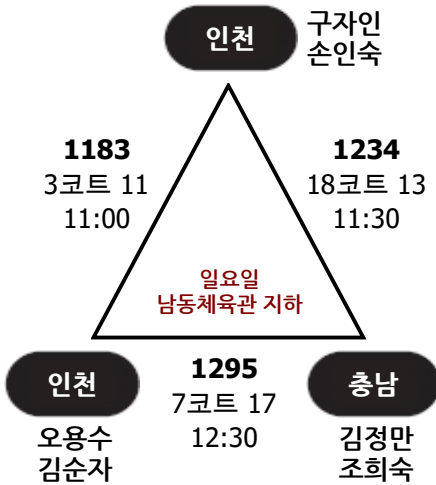 인천
구자인
손인숙
1183
3코트 11
11:00
1234
18코트 13
11:30
일요일
남동체육관 지하
인천
오용수
김순자
1295
7코트 17
12:30
충남
김정만
조희숙